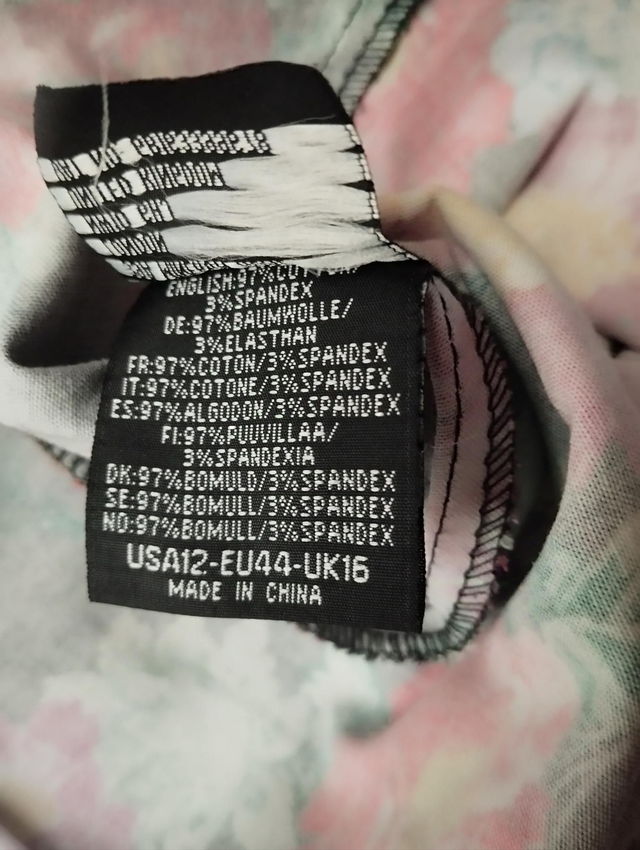 ENGLISH:97%COTTON/
3%SPANDEX
DE:97%BAUMWOLLE/
3%ELASTHAN
FR:97%COTON/3%SPANDEX
IT:97%COTONE/3%SPANDEX
ES:97%ALGODON/3%SPANDEX
FI:97%PUUVILLAA/
3%SPANDEXIA
DK:97%BOMULD/3%SPANDEX
SE:97%BOMULL/3%SPANDEX
NO:97%BOMULL/3%SPANDEX
USA12-EU44-UK16
MADE IN CHINA